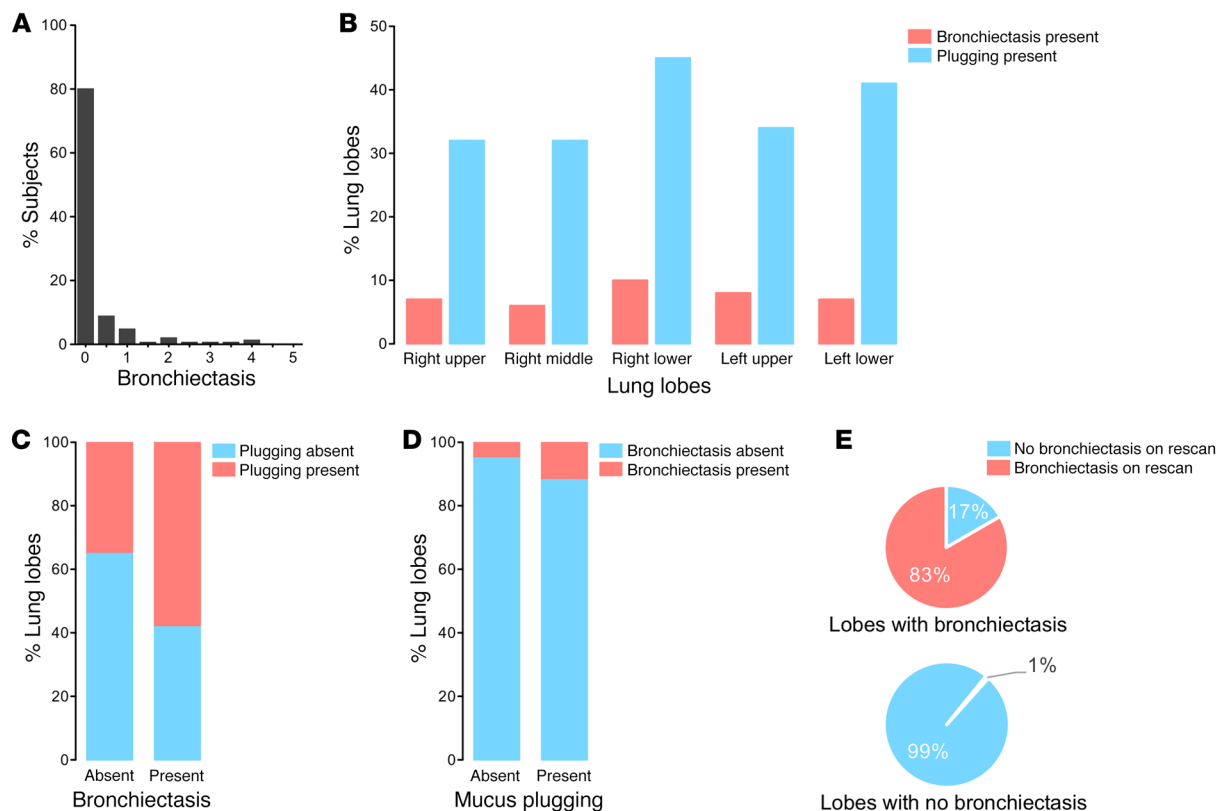 A
100
80
60
40
20
0
% Subjects
0 1 2 3 4 5
Bronchiectasis
B
50
40
30
20
10
0
% Lung lobes
Right upper Right middle Right lower Left upper Left lower
Lung lobes
Bronchiectasis present
Plugging present
C
100
80
60
40
20
0
% Lung lobes
Absent Present
Bronchiectasis
Plugging absent
Plugging present
D
100
80
60
40
20
0
% Lung lobes
Absent Present
Mucus plugging
Bronchiectasis absent
Bronchiectasis present
E
No bronchiectasis on rescan
Bronchiectasis on rescan
17%
83%
Lobes with bronchiectasis
1%
99%
Lobes with no bronchiectasis